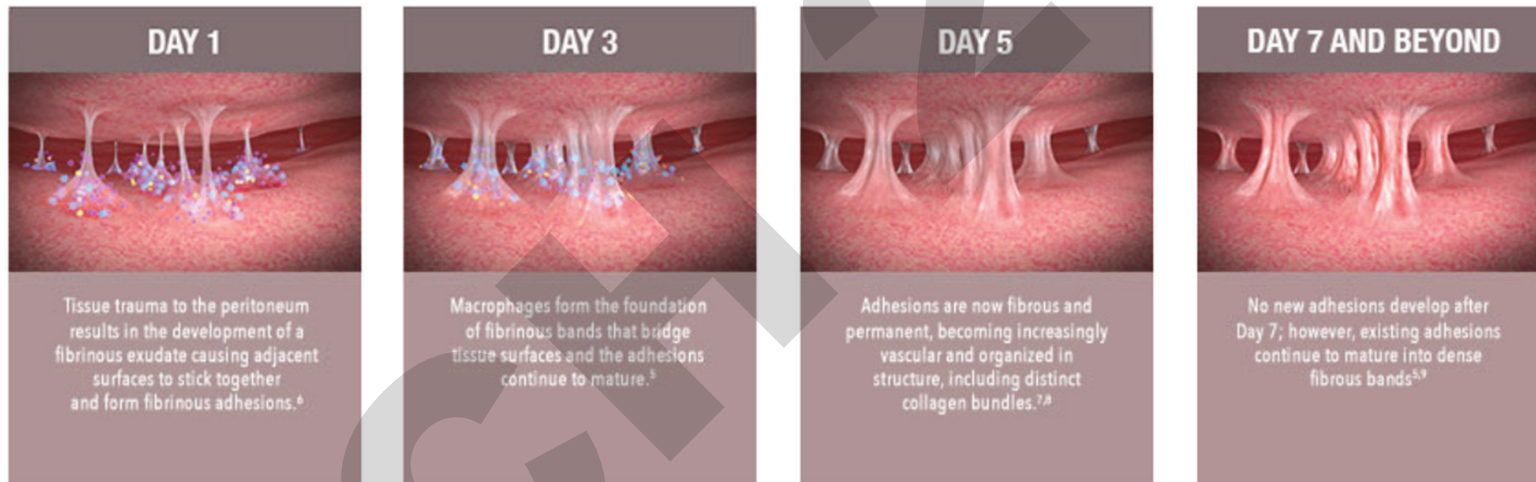 DAY 1
Tissue trauma to the peritoneum
results in the development of a
fibrinous exudate causing adjacent
surfaces to stick together
and form fibrinous adhesions.⁶
DAY 3
Macrophages form the foundation
of fibrinous bands that bridge
tissue surfaces and the adhesions
continue to mature.⁵
DAY 5
Adhesions are now fibrous and
permanent, becoming increasingly
vascular and organized in
structure, including distinct
collagen bundles.⁷,⁸
DAY 7 AND BEYOND
No new adhesions develop after
Day 7; however, existing adhesions
continue to mature into dense
fibrous bands⁵,⁹